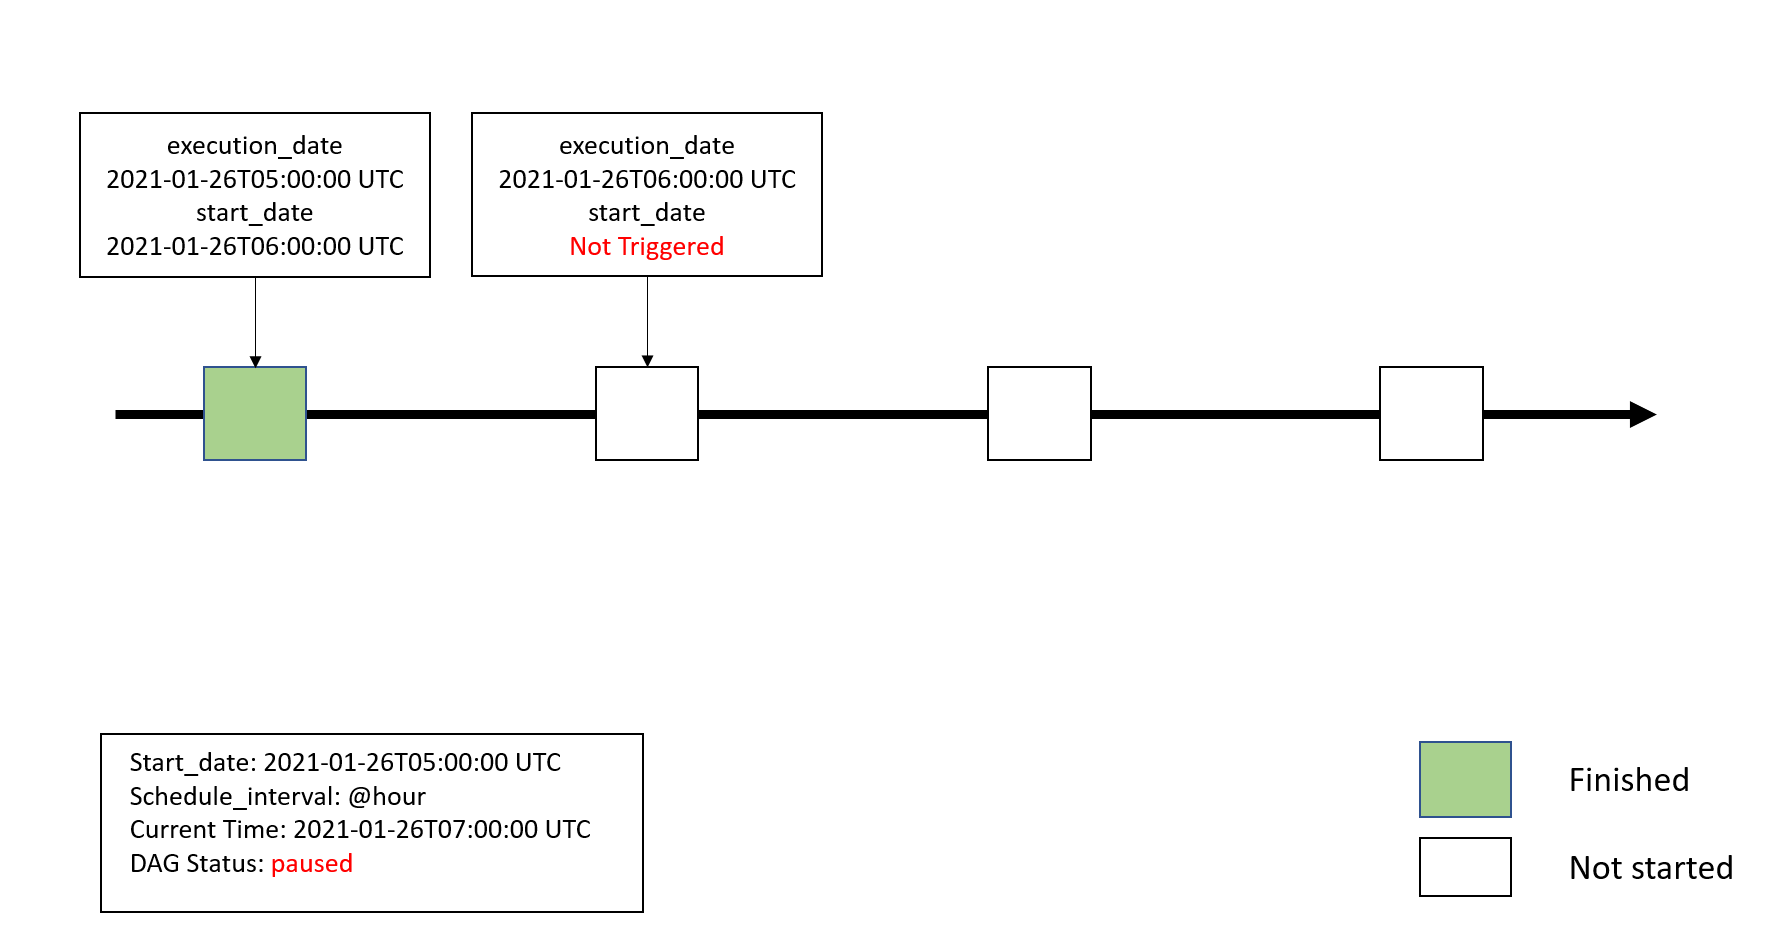 execution_date
2021-01-26T05:00:00 UTC
start_date
2021-01-26T06:00:00 UTC
execution_date
2021-01-26T06:00:00 UTC
start_date
Not Triggered
Start_date: 2021-01-26T05:00:00 UTC
Schedule_interval: @hour
Current Time: 2021-01-26T07:00:00 UTC
DAG Status: paused
Finished
Not started